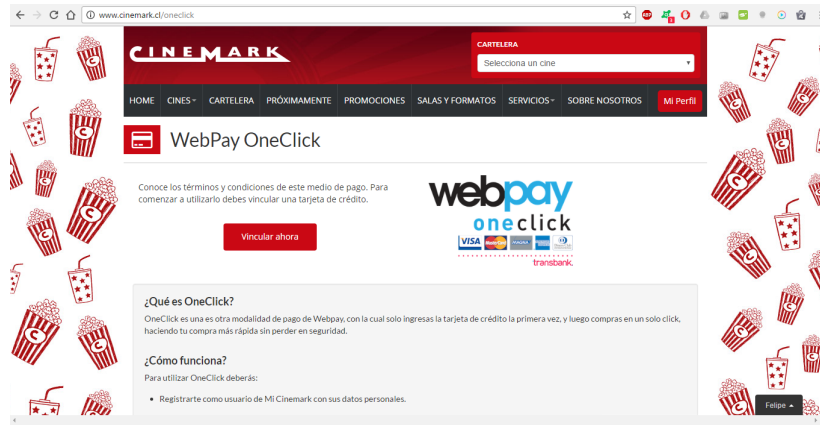 www.cinemark.cl/oneclick
CINEMARK
CARTELERA
Selecciona un cine
HOME CINES CARTELERA PRÓXIMAMENTE PROMOCIONES SALAS Y FORMATOS SERVICIOS SOBRE NOSOTROS Mi Perfil
WebPay OneClick
Conoce los términos y condiciones de este medio de pago. Para
comenzar a utilizarlo debes vincular una tarjeta de crédito.
Vincular ahora
webpay
oneclick
VISA
transbank.
¿Qué es OneClick?
OneClick es una es otra modalidad de pago de Webpay, con la cual solo ingresas la tarjeta de crédito la primera vez, y luego compras en un solo click,
haciendo tu compra más rápida sin perder en seguridad.
¿Cómo funciona?
Para utilizar OneClick deberás:
Registrarte como usuario de Mi Cinemark con sus datos personales.
Felipe